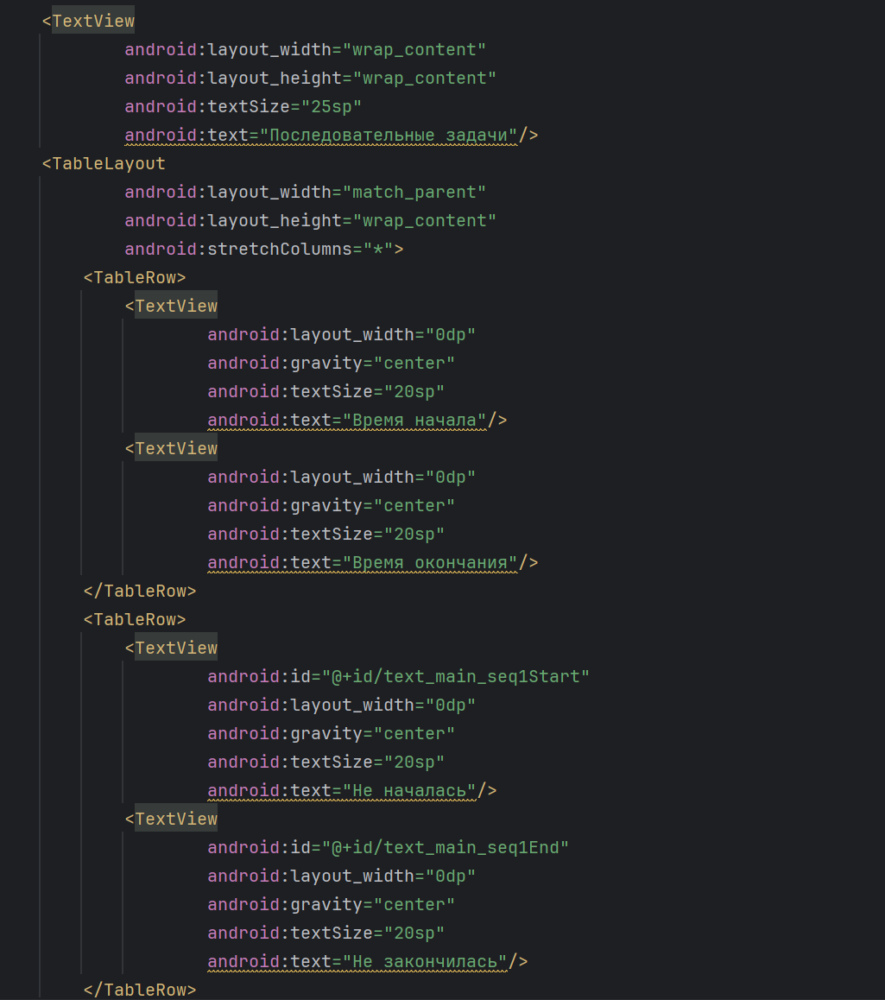 <TextView
android:layout_width="wrap_content"
android:layout_height="wrap_content"
android:textSize="25sp"
android:text="Последовательные задачи"/>
<TableLayout
android:layout_width="match_parent"
android:layout_height="wrap_content"
android:stretchColumns="*">
<TableRow>
<TextView
android:layout_width="0dp"
android:gravity="center"
android:textSize="20sp"
android:text="Время начала"/>
<TextView
android:layout_width="0dp"
android:gravity="center"
android:textSize="20sp"
android:text="Время окончания"/>
</TableRow>
<TableRow>
<TextView
android:id="@+id/text_main_seq1Start"
android:layout_width="0dp"
android:gravity="center"
android:textSize="20sp"
android:text="Не началась"/>
<TextView
android:id="@+id/text_main_seq1End"
android:layout_width="0dp"
android:gravity="center"
android:textSize="20sp"
android:text="Не закончилась"/>
</TableRow>